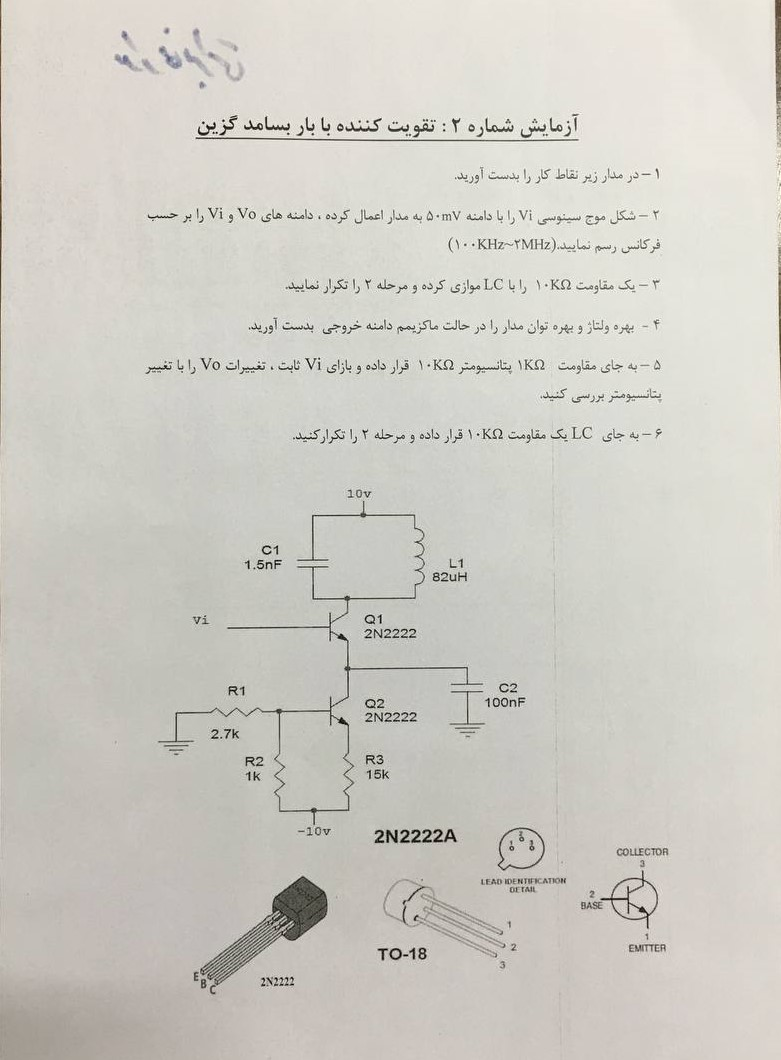 آزمایش شماره ۲ : تقویت کننده با بار بسامد گزین
۱ – در مدار زیر نقاط کار را بدست آورید.
۲ – شکل موج سینوسی Vi را با دامنه ۵۰mV به مدار اعمال کرده ، دامنه های Vo و Vi را بر حسب
فرکانس رسم نمایید.(۱۰۰KHz~۲MHz)
۳ – یک مقاومت ۱۰KΩ را با LC موازی کرده و مرحله ۲ را تکرار نمایید.
۴ - بهره ولتاژ و بهره توان مدار را در حالت ماکزیمم دامنه خروجی بدست آورید.
۵ – به جای مقاومت ۱KΩ پتانسیومتر ۱۰KΩ قرار داده و بازای Vi ثابت ، تغییرات Vo را با تغییر
پتانسیومتر بررسی کنید.
۶ – به جای LC یک مقاومت ۱۰KΩ قرار داده و مرحله ۲ را تکرارکنید.
10v
C1
1.5nF
L1
82uH
Vi
Q1
2N2222
R1
2.7k
Q2
2N2222
C2
100nF
R2
1k
R3
15k
-10v
2N2222A
1 2 3
LEAD IDENTIFICATION
DETAIL
COLLECTOR
3
2
BASE
1
EMITTER
E
B
C
2N2222
TO-18
1
2
3